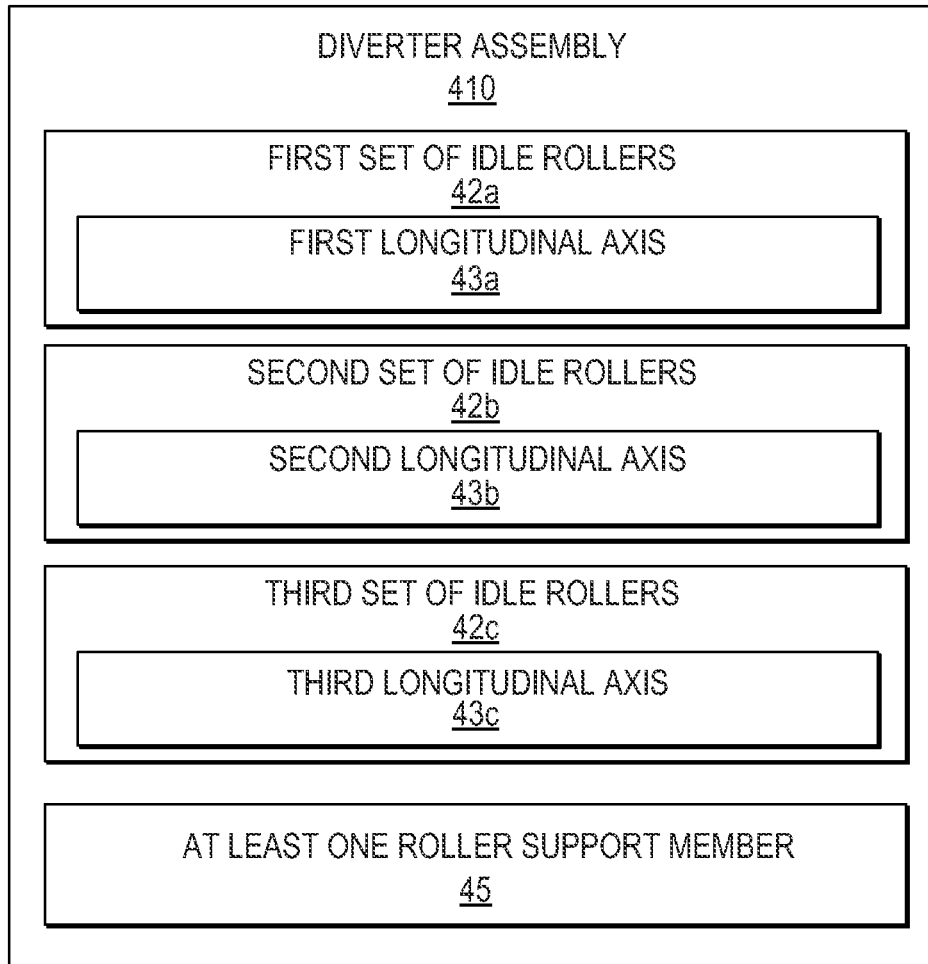 DIVERTER ASSEMBLY
410
FIRST SET OF IDLE ROLLERS
42a
FIRST LONGITUDINAL AXIS
43a
SECOND SET OF IDLE ROLLERS
42b
SECOND LONGITUDINAL AXIS
43b
THIRD SET OF IDLE ROLLERS
42c
THIRD LONGITUDINAL AXIS
43c
AT LEAST ONE ROLLER SUPPORT MEMBER
45